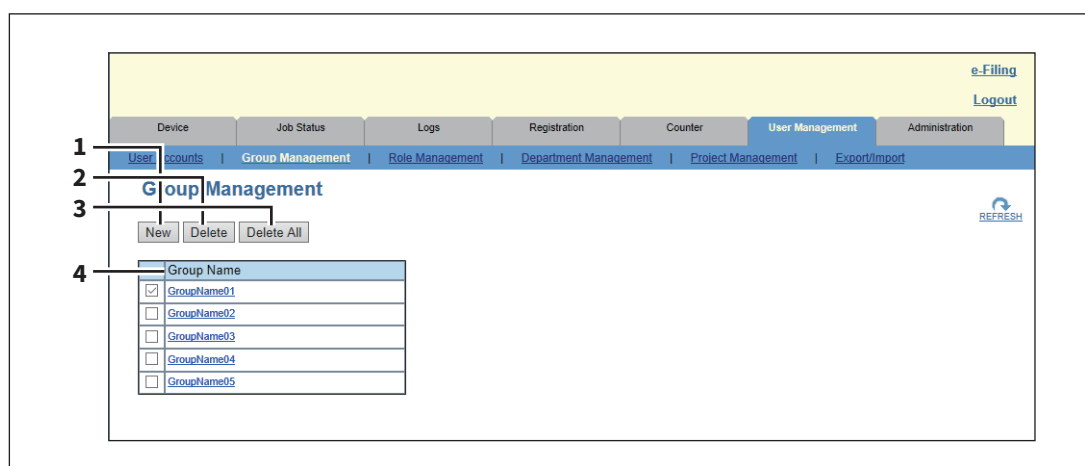 e-Filing
Logout
Device Job Status Logs Registration Counter User Management Administration
1
User Accounts | Group Management | Role Management | Department Management | Project Management | Export/Import
2
Group Management
3
REFRESH
New Delete Delete All
4
Group Name
GroupName01
GroupName02
GroupName03
GroupName04
GroupName05